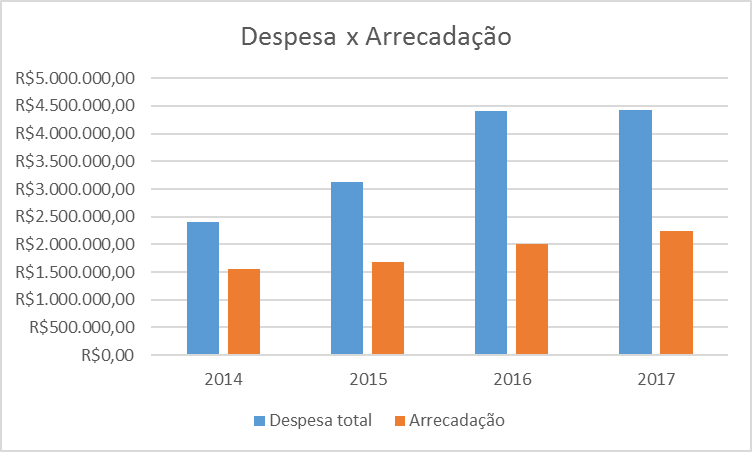 Despesa x Arrecadação
R$5.000.000,00
R$4.500.000,00
R$4.000.000,00
R$3.500.000,00
R$3.000.000,00
R$2.500.000,00
R$2.000.000,00
R$1.500.000,00
R$1.000.000,00
R$500.000,00
R$0,00
2014 2015 2016 2017
Despesa total Arrecadação